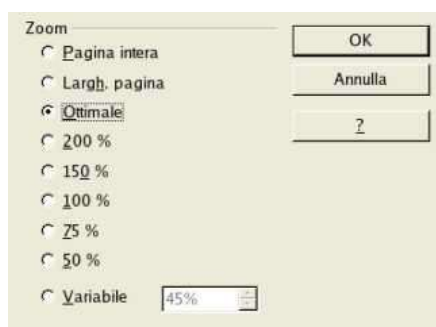 Zoom
Pagina intera
Largh. pagina
Ottimale
200 %
150 %
100 %
75 %
50 %
Variabile 45%
OK
Annulla
?